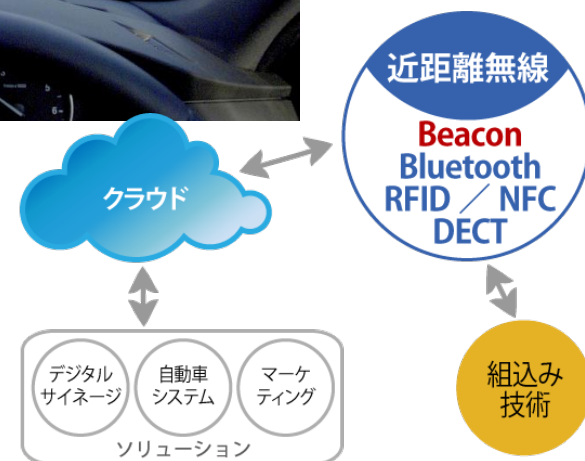 近距離無線
Beacon
Bluetooth
RFID ／ NFC
DECT
クラウド
デジタル
サイネージ
自動車
システム
マーケ
ティング
ソリューション
組込み
技術